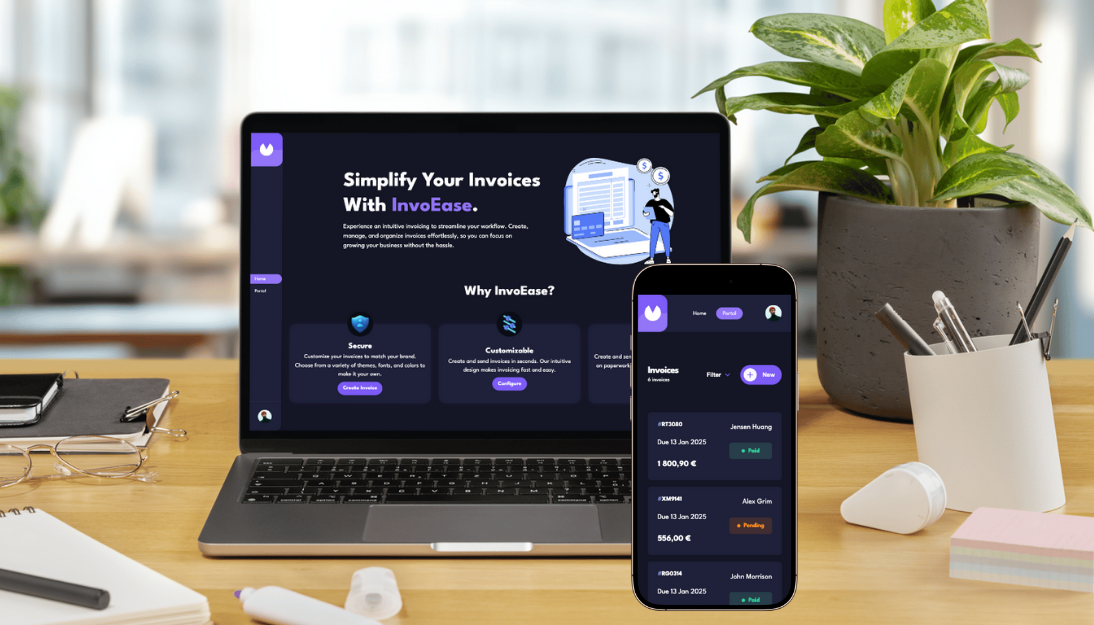 Simplify Your Invoices
With InvoEase.
Experience an intuitive invoicing to streamline your workflow. Create,
manage, and organize invoices effortlessly, so you can focus on
growing your business without the hassle.
$
$
Home
Portal
Why InvoEase?
Secure
Customize your invoices to match your brand.
Choose from a variety of themes, fonts, and colors to
make it your own.
Create Invoice
Customizable
Create and send invoices in seconds. Our intuitive
design makes invoicing fast and easy.
Configure
Create and
on paperwork
Home
Portal
Invoices
6 invoices
Filter
New
#RT3080
Jensen Huang
Due 13 Jan 2025
Paid
1 800,90 €
#XM9141
Alex Grim
Due 13 Jan 2025
Pending
556,00 €
#RG0314
John Morrison
Due 13 Jan 2025
Paid